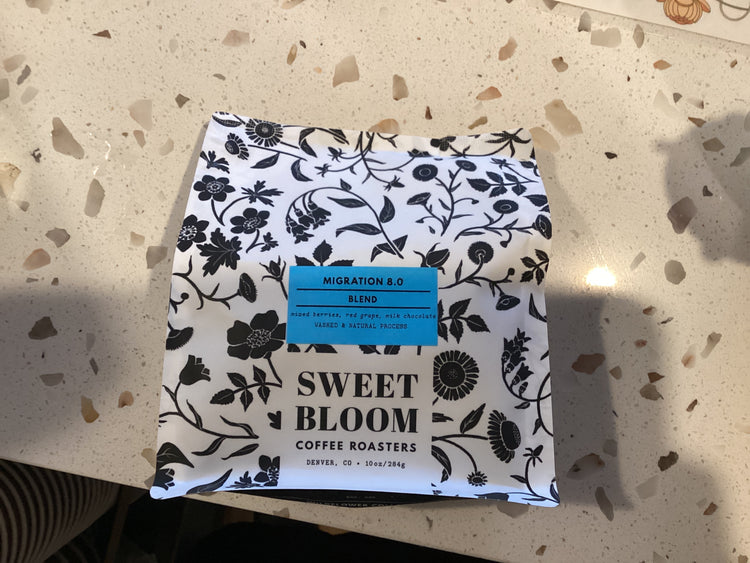 MIGRATION 8.0
BLEND
mixed berries, red grape, milk chocolate
WASHED & NATURAL PROCESS
SWEET
BLOOM
COFFEE ROASTERS
DENVER, CO • 10oz/284g